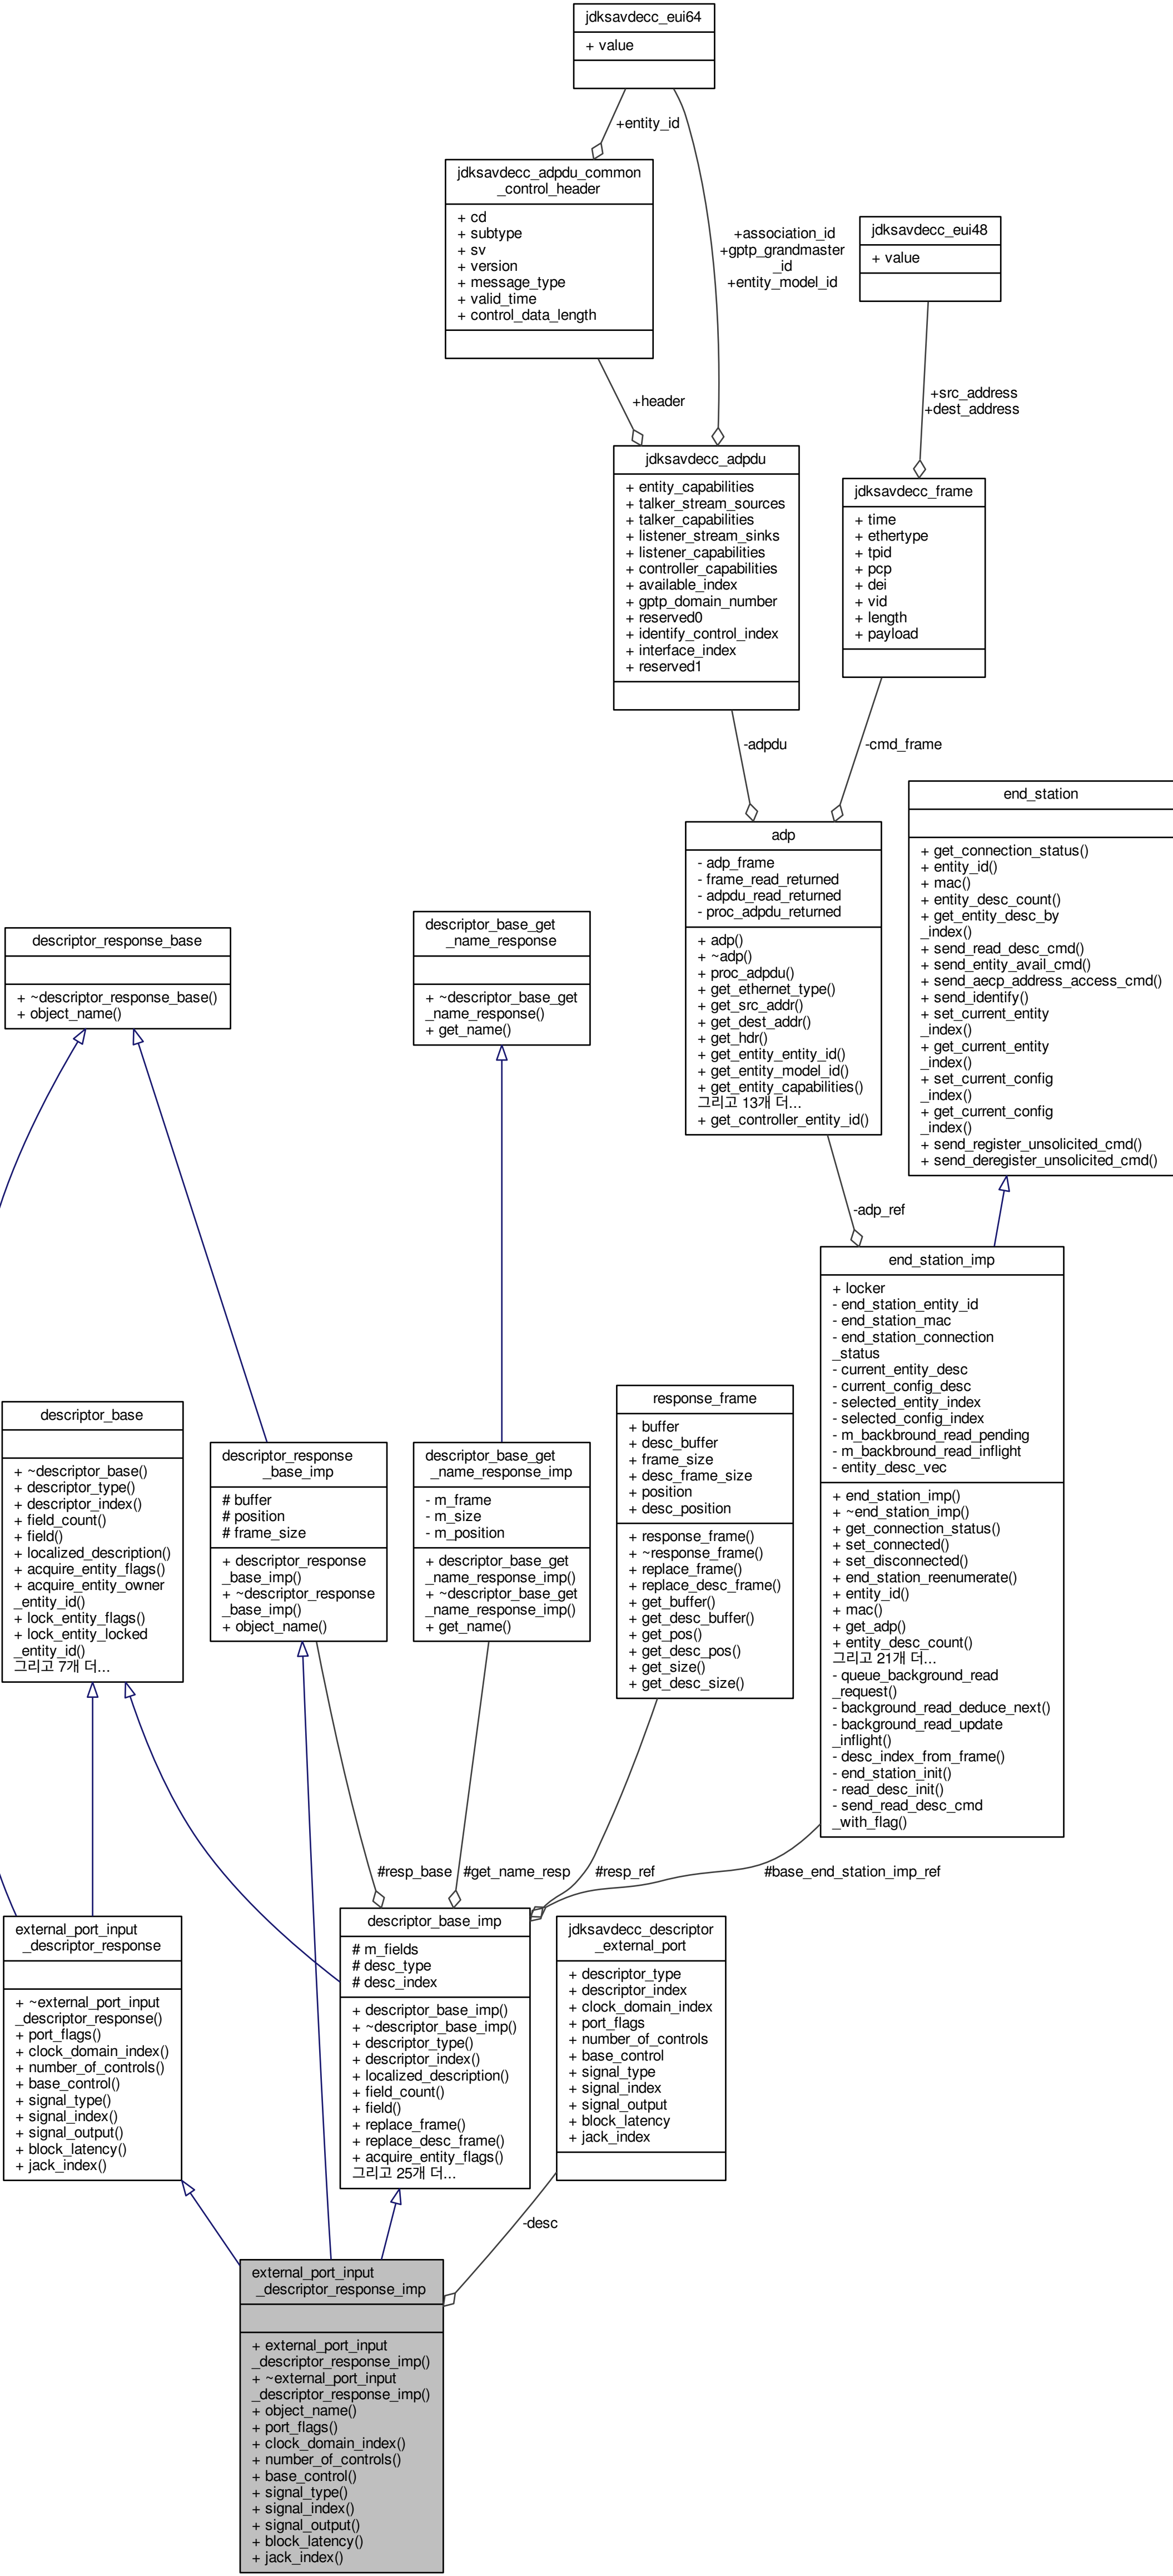 jdksavdecc_eui64
+ value
+entity_id
jdksavdecc_adpdu_common
_control_header
+ cd
+ subtype
+ sv
+ version
+ message_type
+ valid_time
+ control_data_length
+association_id
+gptp_grandmaster
_id
+entity_model_id
jdksavdecc_eui48
+ value
+header
+src_address
+dest_address
jdksavdecc_adpdu
+ entity_capabilities
+ talker_stream_sources
+ talker_capabilities
+ listener_stream_sinks
+ listener_capabilities
+ controller_capabilities
+ available_index
+ gptp_domain_number
+ reserved0
+ identify_control_index
+ interface_index
+ reserved1
jdksavdecc_frame
+ time
+ ethertype
+ tpid
+ pcp
+ dei
+ vid
+ length
+ payload
-adpdu
-cmd_frame
end_station
+ get_connection_status()
+ entity_id()
+ mac()
+ entity_desc_count()
+ get_entity_desc_by
_index()
+ send_read_desc_cmd()
+ send_entity_avail_cmd()
+ send_aecp_address_access_cmd()
+ send_identify()
+ set_current_entity
_index()
+ get_current_entity
_index()
+ set_current_config
_index()
+ get_current_config
_index()
+ send_register_unsolicited_cmd()
+ send_deregister_unsolicited_cmd()
adp
- adp_frame
- frame_read_returned
- adpdu_read_returned
- proc_adpdu_returned
+ adp()
+ ~adp()
+ proc_adpdu()
+ get_ethernet_type()
+ get_src_addr()
+ get_dest_addr()
+ get_hdr()
+ get_entity_entity_id()
+ get_entity_model_id()
+ get_entity_capabilities()
그리고 13개 더...
+ get_controller_entity_id()
descriptor_response_base
+ ~descriptor_response_base()
+ object_name()
descriptor_base_get
_name_response
+ ~descriptor_base_get
_name_response()
+ get_name()
-adp_ref
end_station_imp
+ locker
- end_station_entity_id
- end_station_mac
- end_station_connection
_status
- current_entity_desc
- current_config_desc
- selected_entity_index
- selected_config_index
- m_backbround_read_pending
- m_backbround_read_inflight
- entity_desc_vec
+ end_station_imp()
+ ~end_station_imp()
+ get_connection_status()
+ set_connected()
+ set_disconnected()
+ end_station_reenumerate()
+ entity_id()
+ mac()
+ get_adp()
+ entity_desc_count()
그리고 21개 더...
- queue_background_read
_request()
- background_read_deduce_next()
- background_read_update
_inflight()
- desc_index_from_frame()
- end_station_init()
- read_desc_init()
- send_read_desc_cmd
_with_flag()
descriptor_base
+ ~descriptor_base()
+ descriptor_type()
+ descriptor_index()
+ field_count()
+ field()
+ localized_description()
+ acquire_entity_flags()
+ acquire_entity_owner
_entity_id()
+ lock_entity_flags()
+ lock_entity_locked
_entity_id()
그리고 7개 더...
descriptor_response
_base_imp
# buffer
# position
# frame_size
+ descriptor_response
_base_imp()
+ ~descriptor_response
_base_imp()
+ object_name()
descriptor_base_get
_name_response_imp
- m_frame
- m_size
- m_position
+ descriptor_base_get
_name_response_imp()
+ ~descriptor_base_get
_name_response_imp()
+ get_name()
response_frame
+ buffer
+ desc_buffer
+ frame_size
+ desc_frame_size
+ position
+ desc_position
+ response_frame()
+ ~response_frame()
+ replace_frame()
+ replace_desc_frame()
+ get_buffer()
+ get_desc_buffer()
+ get_pos()
+ get_desc_pos()
+ get_size()
+ get_desc_size()
#resp_base
#get_name_resp
#resp_ref
#base_end_station_imp_ref
external_port_input
_descriptor_response
+ ~external_port_input
_descriptor_response()
+ port_flags()
+ clock_domain_index()
+ number_of_controls()
+ base_control()
+ signal_type()
+ signal_index()
+ signal_output()
+ block_latency()
+ jack_index()
descriptor_base_imp
# m_fields
# desc_type
# desc_index
+ descriptor_base_imp()
+ ~descriptor_base_imp()
+ descriptor_type()
+ descriptor_index()
+ localized_description()
+ field_count()
+ field()
+ replace_frame()
+ replace_desc_frame()
+ acquire_entity_flags()
그리고 25개 더...
jdksavdecc_descriptor
_external_port
+ descriptor_type
+ descriptor_index
+ clock_domain_index
+ port_flags
+ number_of_controls
+ base_control
+ signal_type
+ signal_index
+ signal_output
+ block_latency
+ jack_index
-desc
external_port_input
_descriptor_response_imp
+ external_port_input
_descriptor_response_imp()
+ ~external_port_input
_descriptor_response_imp()
+ object_name()
+ port_flags()
+ clock_domain_index()
+ number_of_controls()
+ base_control()
+ signal_type()
+ signal_index()
+ signal_output()
+ block_latency()
+ jack_index()